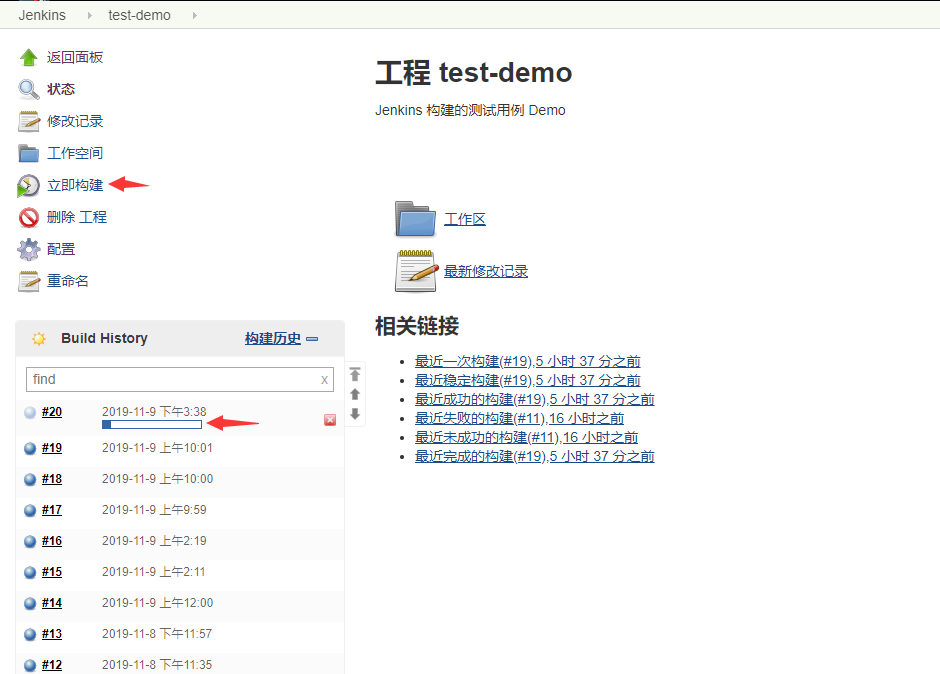 Jenkins test-demo
返回面板
状态
修改记录
工作空间
立即构建
删除 工程
配置
重命名
Build History 构建历史
find x
#20 2019-11-9 下午3:38
#19 2019-11-9 上午10:01
#18 2019-11-9 上午10:00
#17 2019-11-9 上午9:59
#16 2019-11-9 上午2:19
#15 2019-11-9 上午2:11
#14 2019-11-9 上午12:00
#13 2019-11-8 下午11:57
#12 2019-11-8 下午11:35
工程 test-demo
Jenkins 构建的测试用例 Demo
工作区
最新修改记录
相关链接
最近一次构建(#19),5 小时 37 分之前
最近稳定构建(#19),5 小时 37 分之前
最近成功的构建(#19),5 小时 37 分之前
最近失败的构建(#11),16 小时之前
最近未成功的构建(#11),16 小时之前
最近完成的构建(#19),5 小时 37 分之前